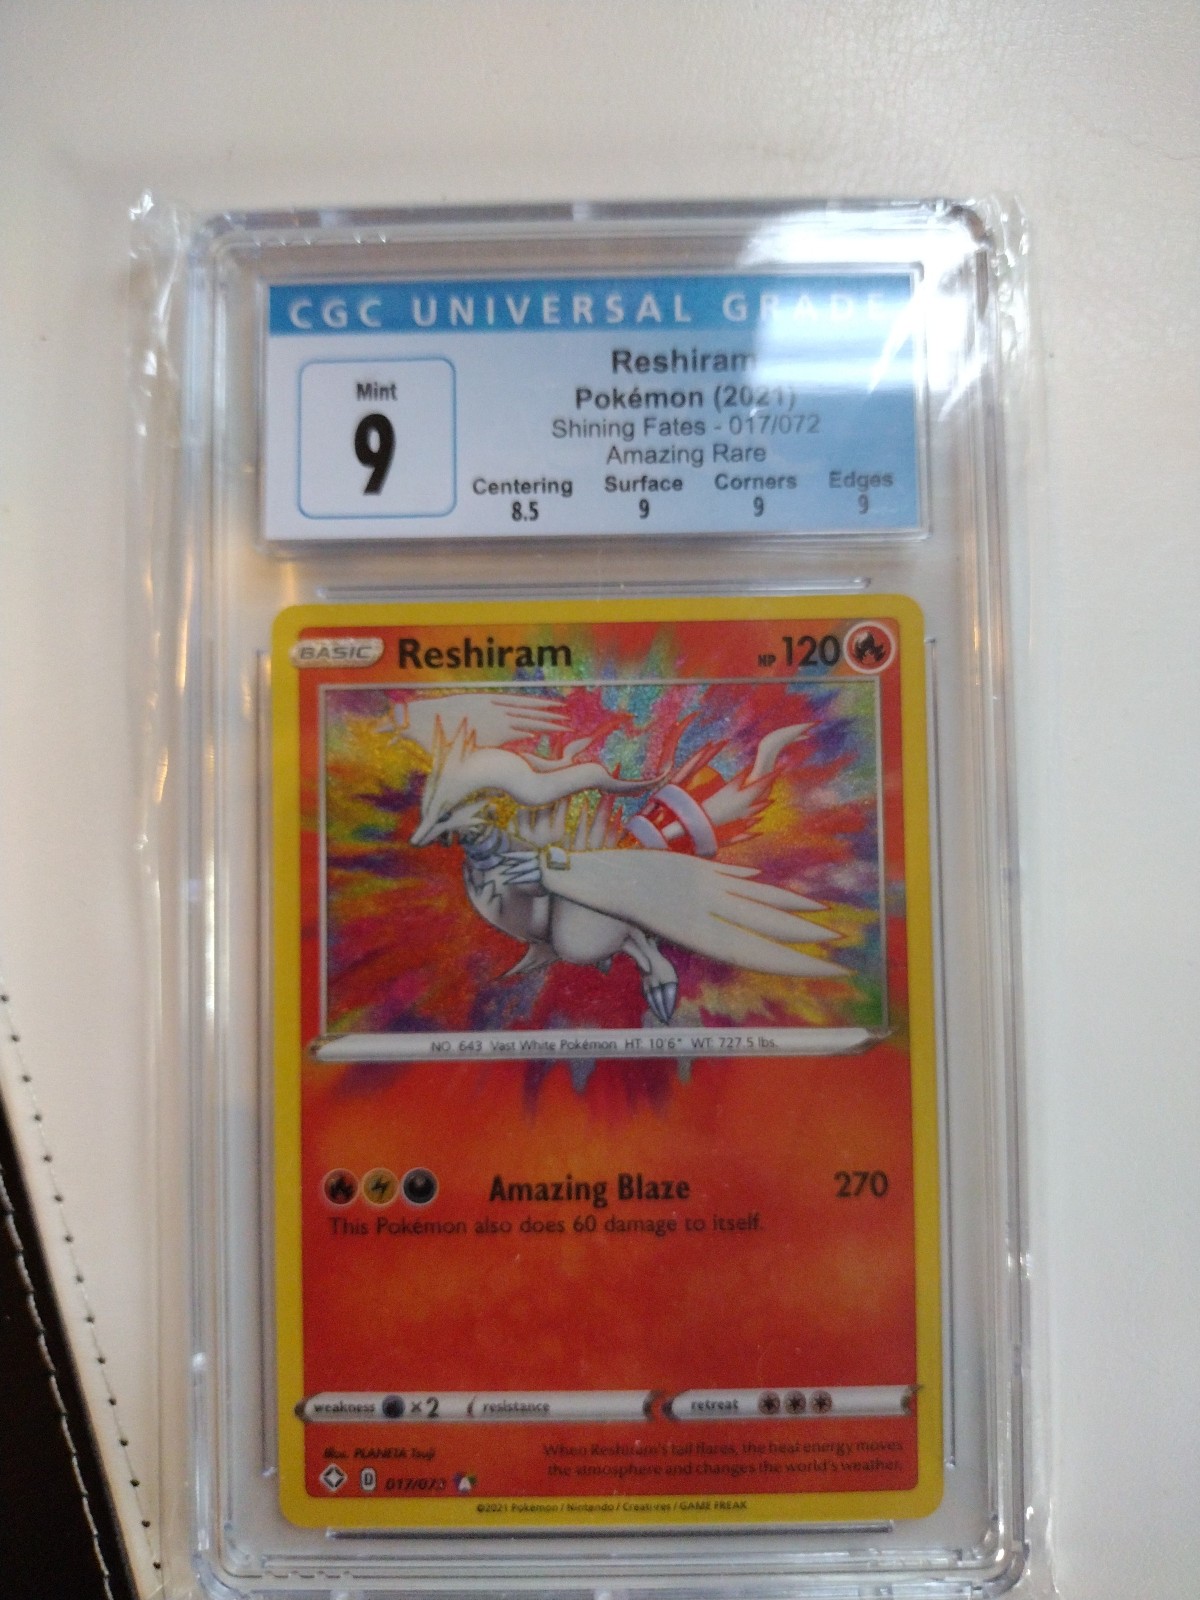 CGC UNIVERSAL GRADE
Mint
9
Reshiram
Pokémon (2021)
Shining Fates - 017/072
Amazing Rare
Centering Surface Corners Edges
8.5 9 9 9
BASIC Reshiram HP 120
NO. 643 Vast White Pokémon HT: 10'6" WT: 727.5 lbs.
Amazing Blaze 270
This Pokémon also does 60 damage to itself.
weakness ×2 resistance retreat
Illus. PLANETA Tsuji
When Reshiram's tail flares, the heat energy moves
the atmosphere and changes the world's weather.
D 017/072 A
©2021 Pokémon / Nintendo / Creatures / GAME FREAK